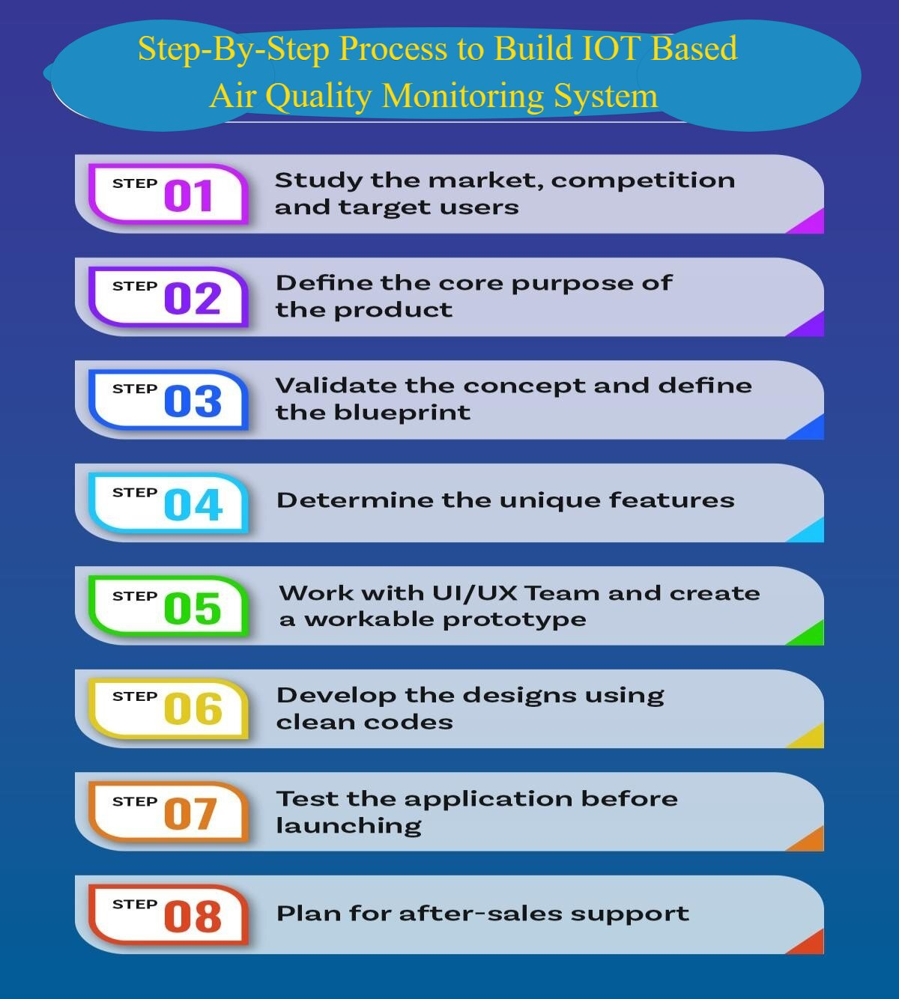 Step-By-Step Process to Build IOT Based
Air Quality Monitoring System
STEP 01
Study the market, competition
and target users
STEP 02
Define the core purpose of
the product
STEP 03
Validate the concept and define
the blueprint
STEP 04
Determine the unique features
STEP 05
Work with UI/UX Team and create
a workable prototype
STEP 06
Develop the designs using
clean codes
STEP 07
Test the application before
launching
STEP 08
Plan for after-sales support